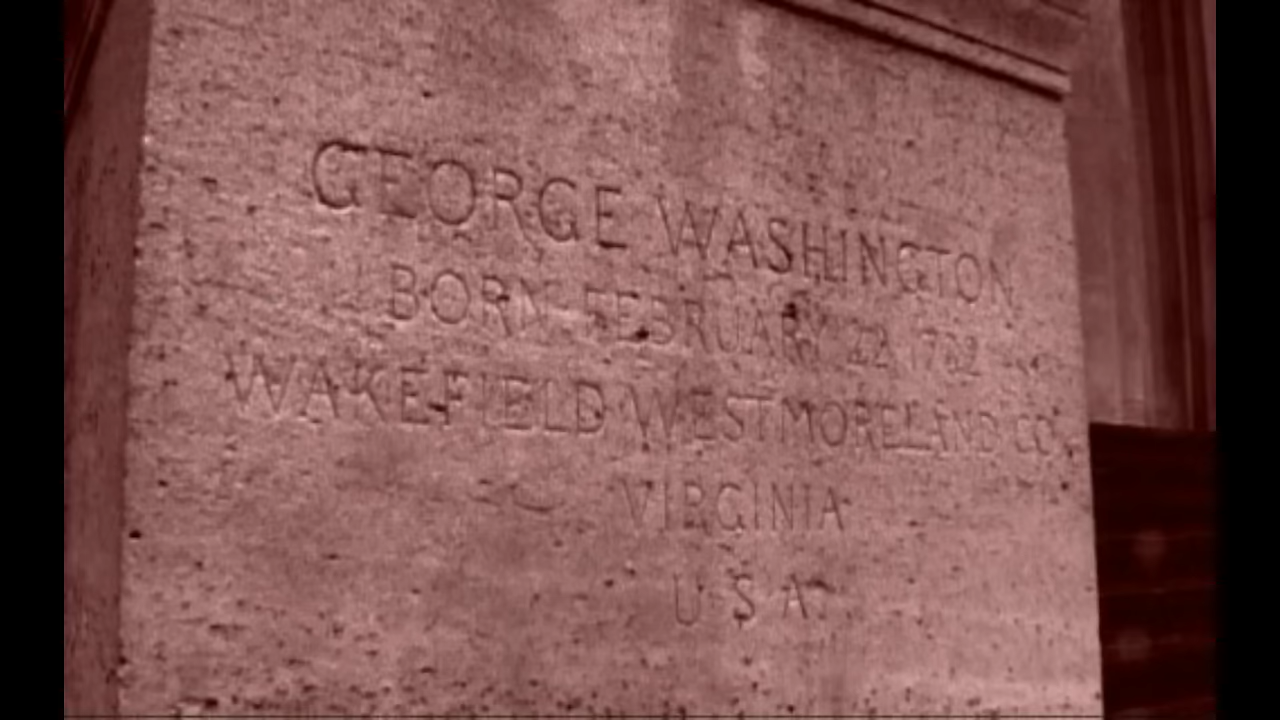 GEORGE WASHINGTON
BORN FEBRUARY 22 1732
WAKEFIELD WESTMORELAND CO
VIRGINIA
U S A